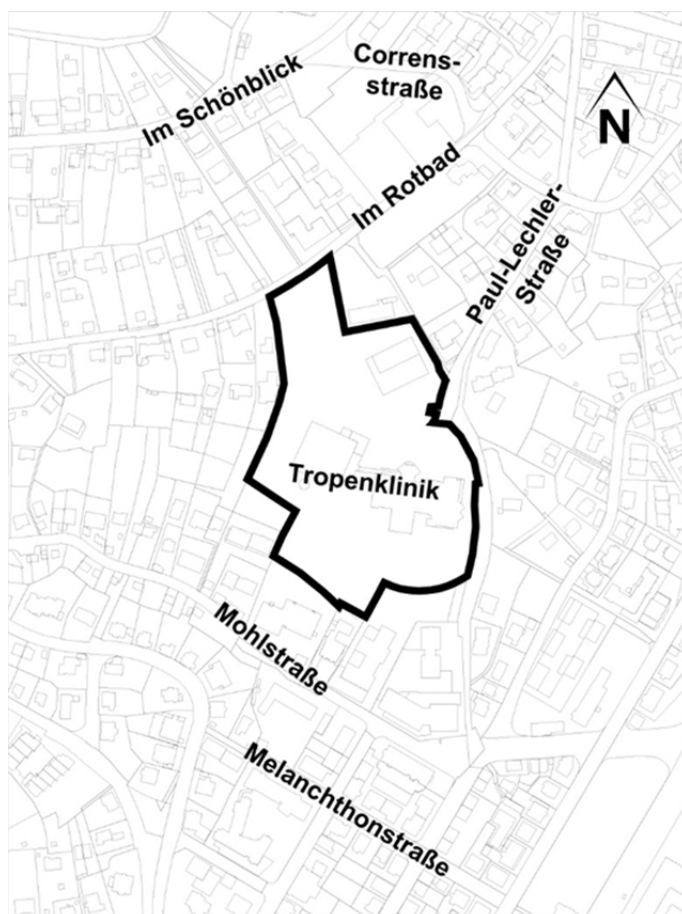 Correns-
straße
Im Schönblick
N
Im Rotbad
Paul-Lechler-
Straße
Tropenklinik
Mohlstraße
Melanchthonstraße